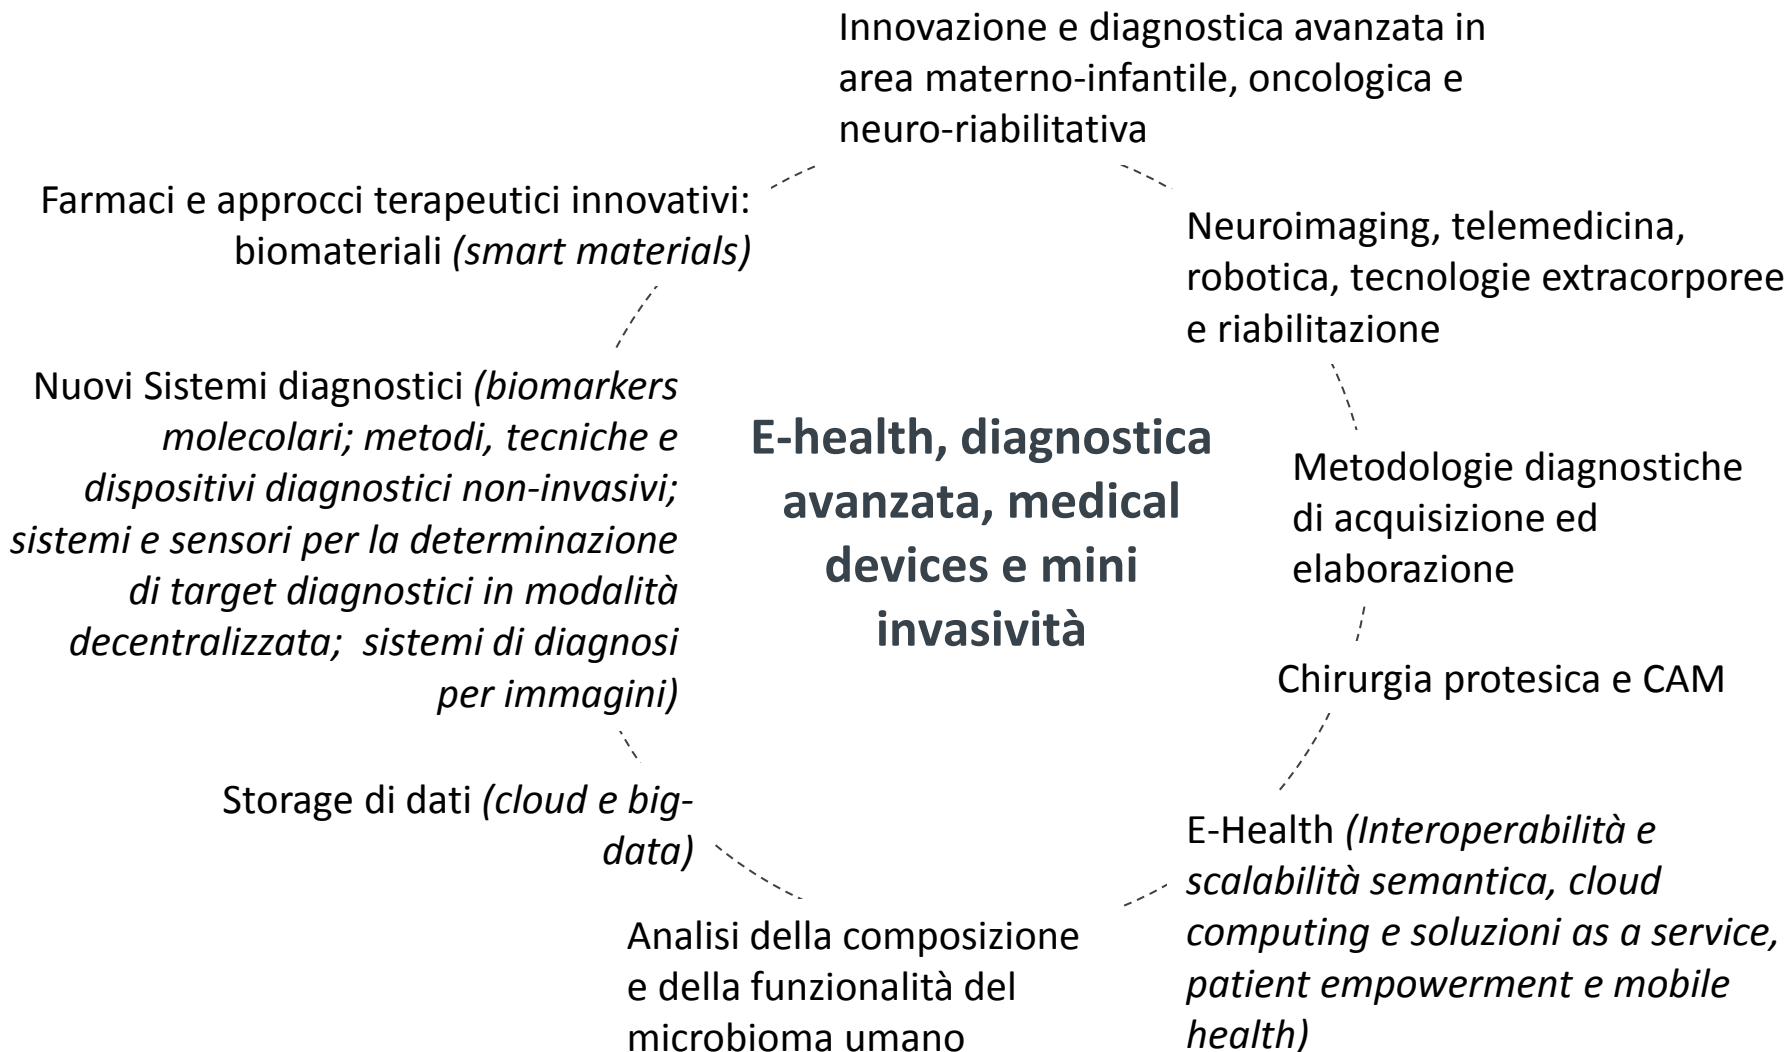 Innovazione e diagnostica avanzata in
area materno-infantile, oncologica e
neuro-riabilitativa
Farmaci e approcci terapeutici innovativi:
biomateriali (smart materials)
Neuroimaging, telemedicina,
robotica, tecnologie extracorporee
e riabilitazione
Nuovi Sistemi diagnostici (biomarkers
molecolari; metodi, tecniche e
dispositivi diagnostici non-invasivi;
sistemi e sensori per la determinazione
di target diagnostici in modalità
decentralizzata;  sistemi di diagnosi
per immagini)
E-health, diagnostica
avanzata, medical
devices e mini
invasività
Metodologie diagnostiche
di acquisizione ed
elaborazione
Chirurgia protesica e CAM
Storage di dati (cloud e big-
data)
E-Health (Interoperabilità e
scalabilità semantica, cloud
computing e soluzioni as a service,
patient empowerment e mobile
health)
Analisi della composizione
e della funzionalità del
microbioma umano